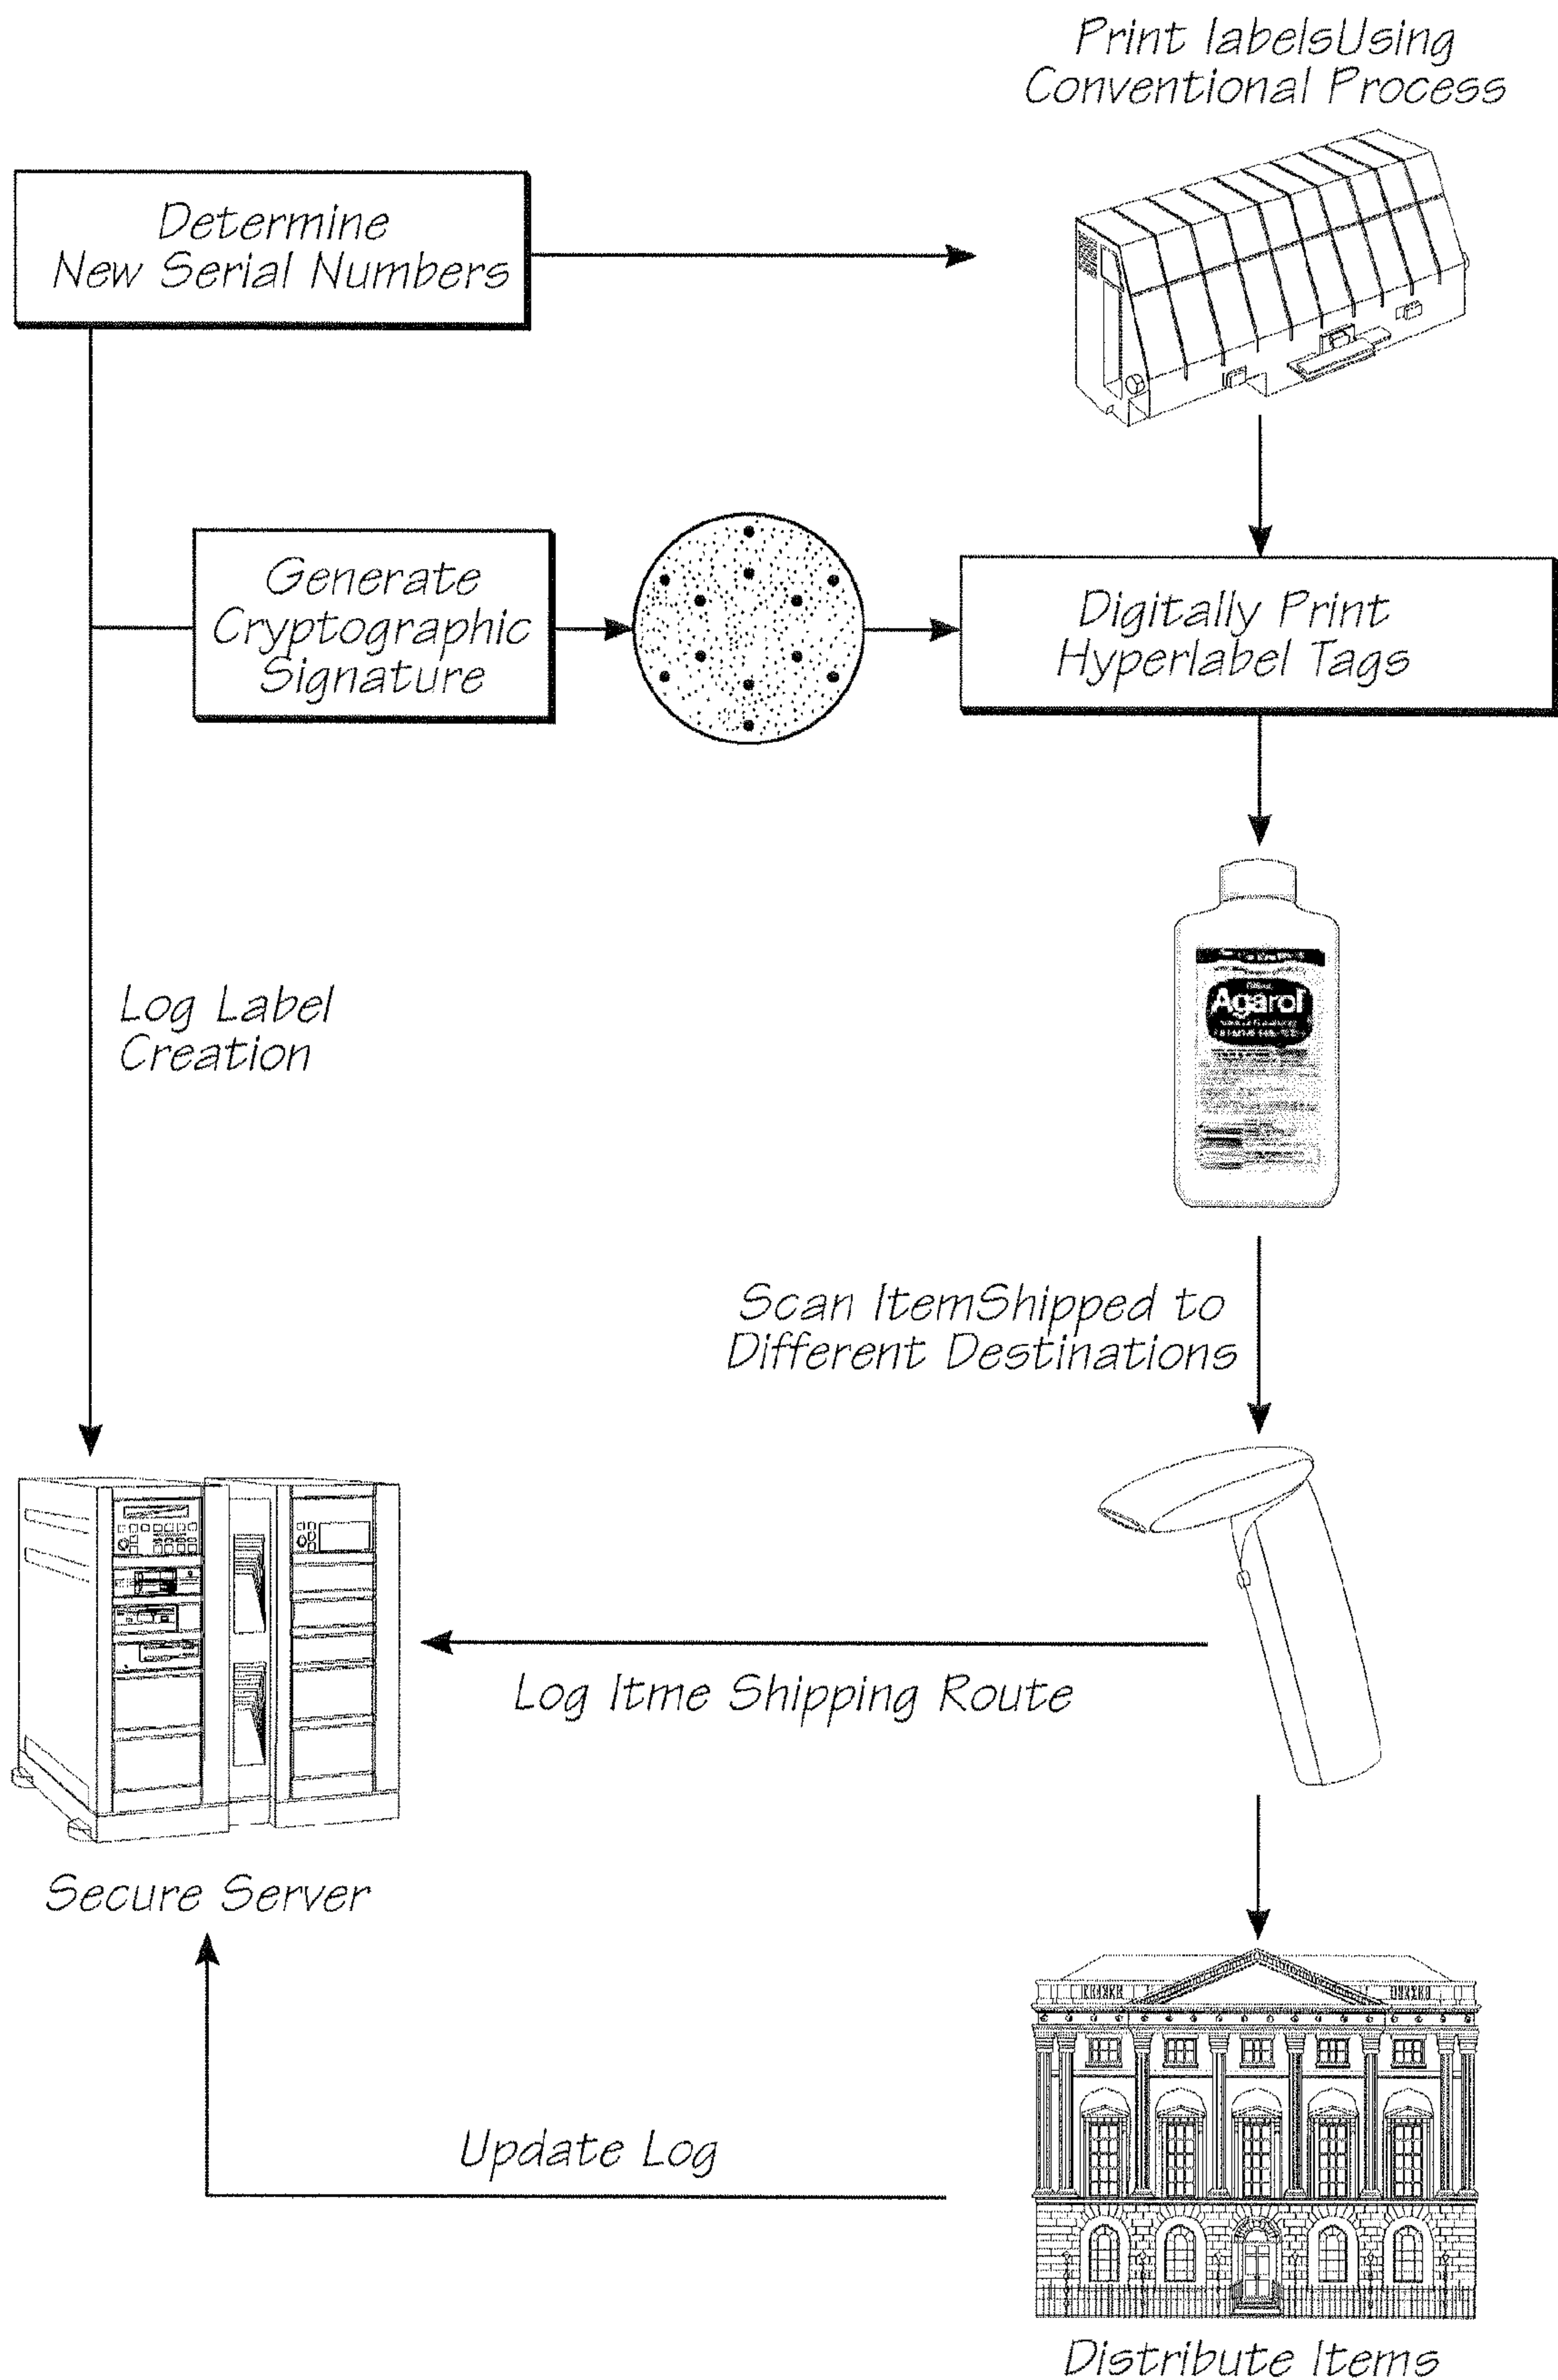 Print labelsUsing
Conventional Process
Determine
New Serial Numbers
Generate
Cryptographic
Signature
Digitally Print
Hyperlabel Tags
Agarol
Log Label
Creation
Scan ItemShipped to
Different Destinations
Log Itme Shipping Route
Secure Server
Update Log
Distribute Items